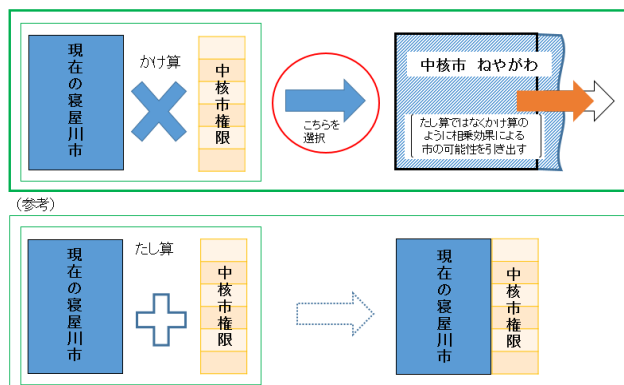 現在の寝屋川市
かけ算
中核市権限
こちらを
選択
中核市 ねやがわ
たし算ではなくかけ算の
ように相乗効果による
市の可能性を引き出す
(参考)
現在の寝屋川市
たし算
中核市権限
現在の寝屋川市
中核市権限